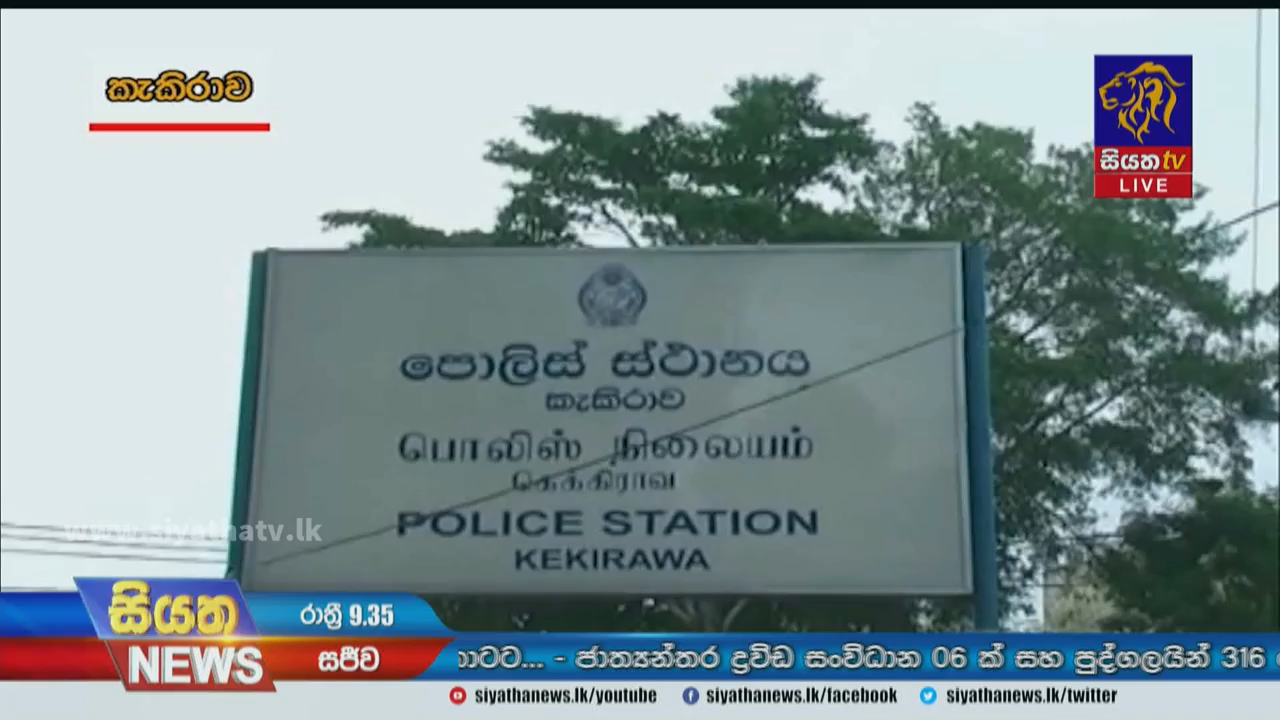 කැකිරාව
සියත tv
LIVE
පොලිස් ස්ථානය
කැකිරාව
பொலிஸ் நிலையம்
கெக்கிராவ
POLICE STATION
KEKIRAWA
www.siyathatv.lk
සියත
NEWS
රාත්‍රී 9.35
සජීව
... - ජාත්‍යන්තර ද්‍රවිඩ සංවිධාන 06 ක් සහ පුද්ගලයින් 316
siyathanews.lk/youtube siyathanews.lk/facebook siyathanews.lk/twitter